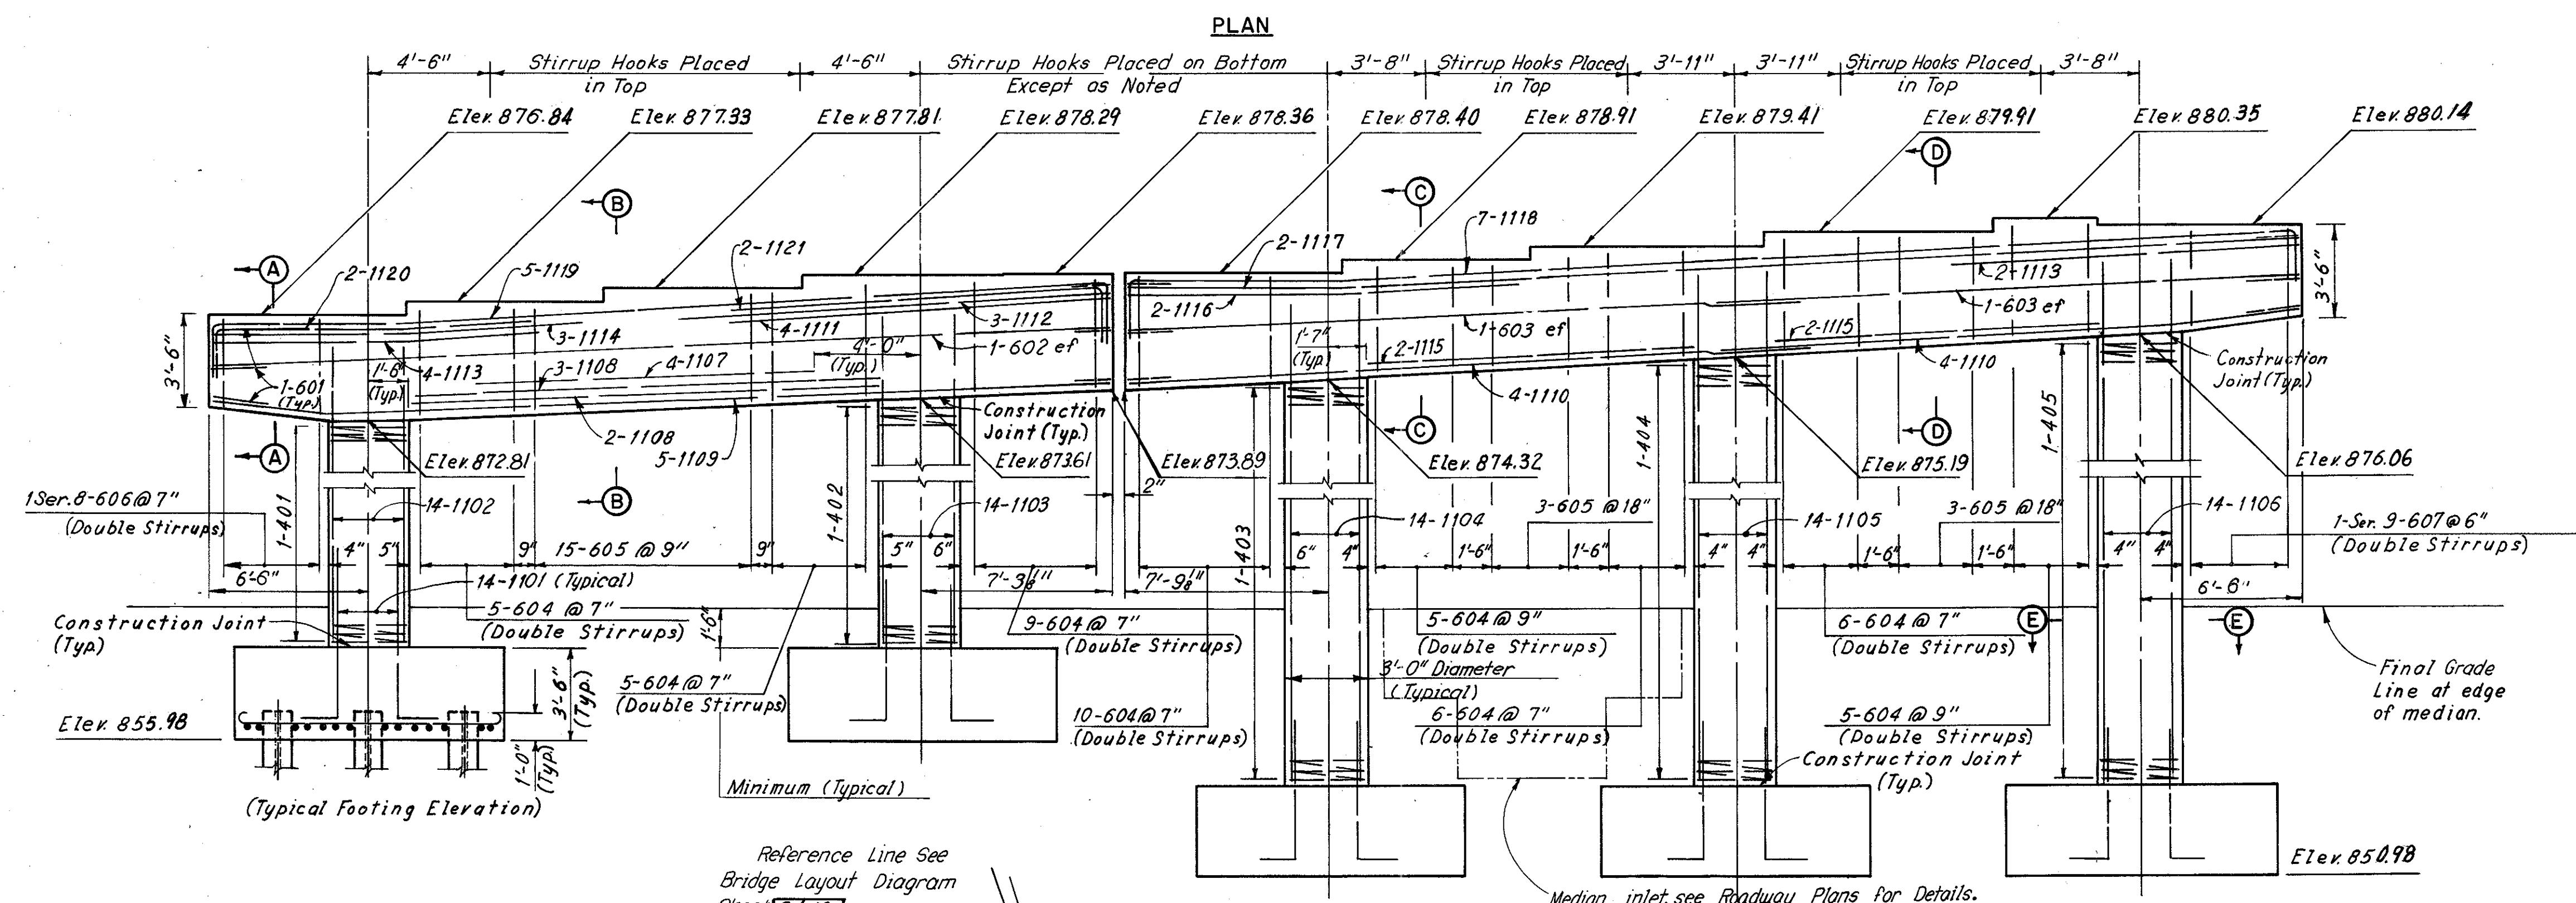 PLAN
4'-6"
Stirrup Hooks Placed
in Top
4'-6"
Stirrup Hooks Placed on Bottom
Except as Noted
3'-8"
Stirrup Hooks Placed
in Top
3'-11"
3'-11"
Stirrup Hooks Placed
in Top
3'-8"
Elev. 876.84
Elev. 877.33
Elev. 877.81
Elev. 878.29
Elev. 878.36
Elev. 878.40
Elev. 878.91
Elev. 879.41
Elev. 879.91
Elev. 880.35
Elev. 880.14
D
B
C
A
2-1120
5-1119
2-1121
2-1117
7-1118
2-1113
3'-6"
3-1114
4-1111
3-1112
2-1116
1-603 ef
1-603 ef
3'-6"
4-1113
3-1108
4-1107
4'-0"
(Typ.)
1-602 ef
1'-7"
(Typ.)
2-1115
2-1115
4-1110
4-1110
1-601
(Typ.)
1'-6"
(Typ.)
Construction
Joint (Typ.)
Construction
Joint (Typ.)
2-1108
5-1109
A
B
C
D
Elev. 872.81
Elev. 873.61
Elev. 873.89
Elev. 874.32
Elev. 875.19
Elev. 876.06
2"
1 Ser. 8-606 @ 7"
(Double Stirrups)
1-401
14-1102
1-402
14-1103
1-403
14-1104
3-605 @ 18"
1-404
14-1105
3-605 @ 18"
1-405
14-1106
1-Ser. 9-607 @ 6"
(Double Stirrups)
4"
5"
9"
15-605 @ 9"
9"
5"
6"
6"
4"
1'-6"
1'-6"
4"
4"
1'-6"
1'-6"
4"
4"
6'-6"
14-1101 (Typical)
7'-3⅛"
7'-9⅛"
6'-6"
Construction Joint
(Typ.)
5-604 @ 7"
(Double Stirrups)
1'-6"
9-604 @ 7"
(Double Stirrups)
5-604 @ 9"
(Double Stirrups)
6-604 @ 7"
(Double Stirrups)
E
E
3'-0" Diameter
(Typical)
Final Grade
Line at edge
of median.
3'-6"
(Typ.)
5-604 @ 7"
(Double Stirrups)
10-604 @ 7"
(Double Stirrups)
6-604 @ 7"
(Double Stirrups)
5-604 @ 9"
(Double Stirrups)
Elev. 855.98
1'-0"
(Typ.)
Construction Joint
(Typ.)
Minimum (Typical)
(Typical Footing Elevation)
Reference Line See
Bridge Layout Diagram
Elev. 850.98
Median inlet, see Roadway Plans for Details.